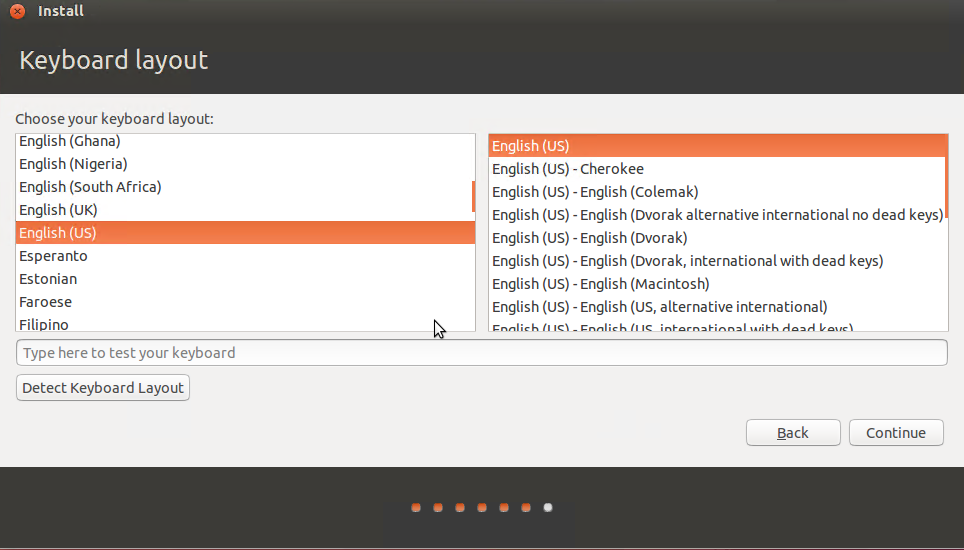 Install
Keyboard layout
Choose your keyboard layout:
English (Ghana)
English (Nigeria)
English (South Africa)
English (UK)
English (US)
Esperanto
Estonian
Faroese
Filipino
English (US)
English (US) - Cherokee
English (US) - English (Colemak)
English (US) - English (Dvorak alternative international no dead keys)
English (US) - English (Dvorak)
English (US) - English (Dvorak, international with dead keys)
English (US) - English (Macintosh)
English (US) - English (US, alternative international)
English (US) - English (US, international with dead keys)
Type here to test your keyboard
Detect Keyboard Layout
Back
Continue